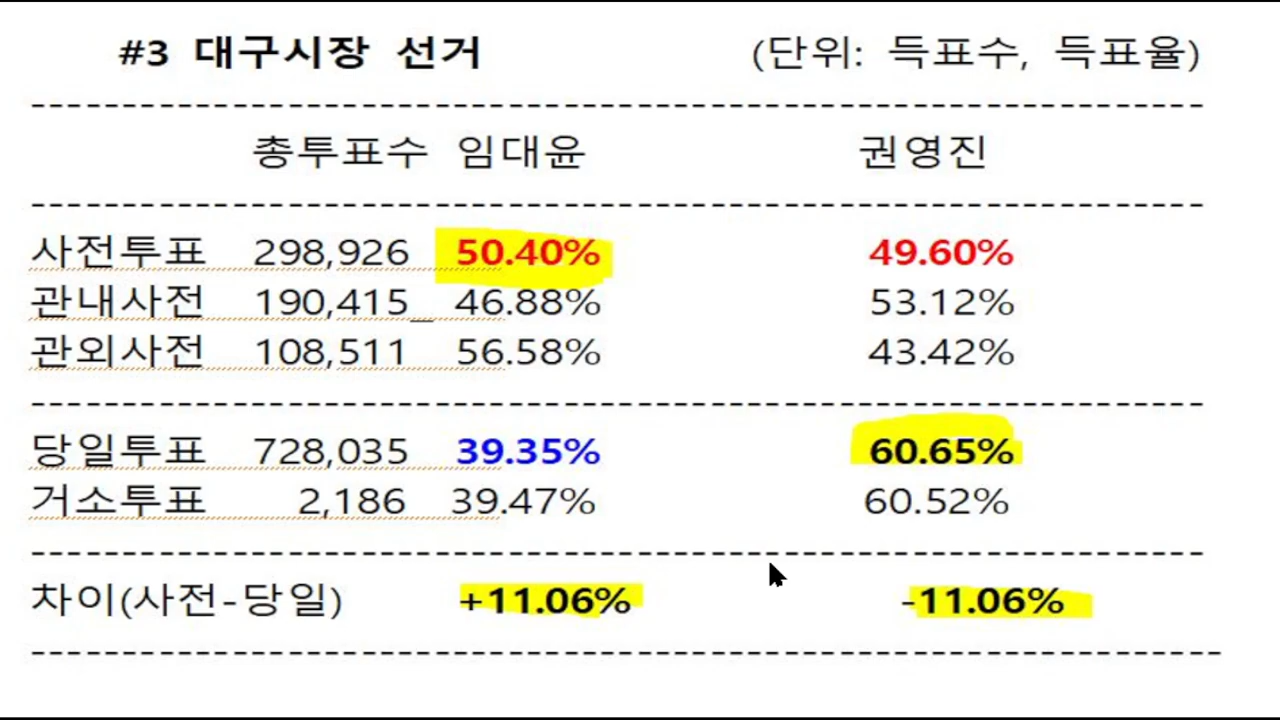 #3 대구시장 선거 (단위: 득표수, 득표율)
총투표수 임대윤 권영진
사전투표 298,926 50.40% 49.60%
관내사전 190,415_ 46.88% 53.12%
관외사전 108,511 56.58% 43.42%
당일투표 728,035 39.35% 60.65%
거소투표 2,186 39.47% 60.52%
차이(사전-당일) +11.06% -11.06%